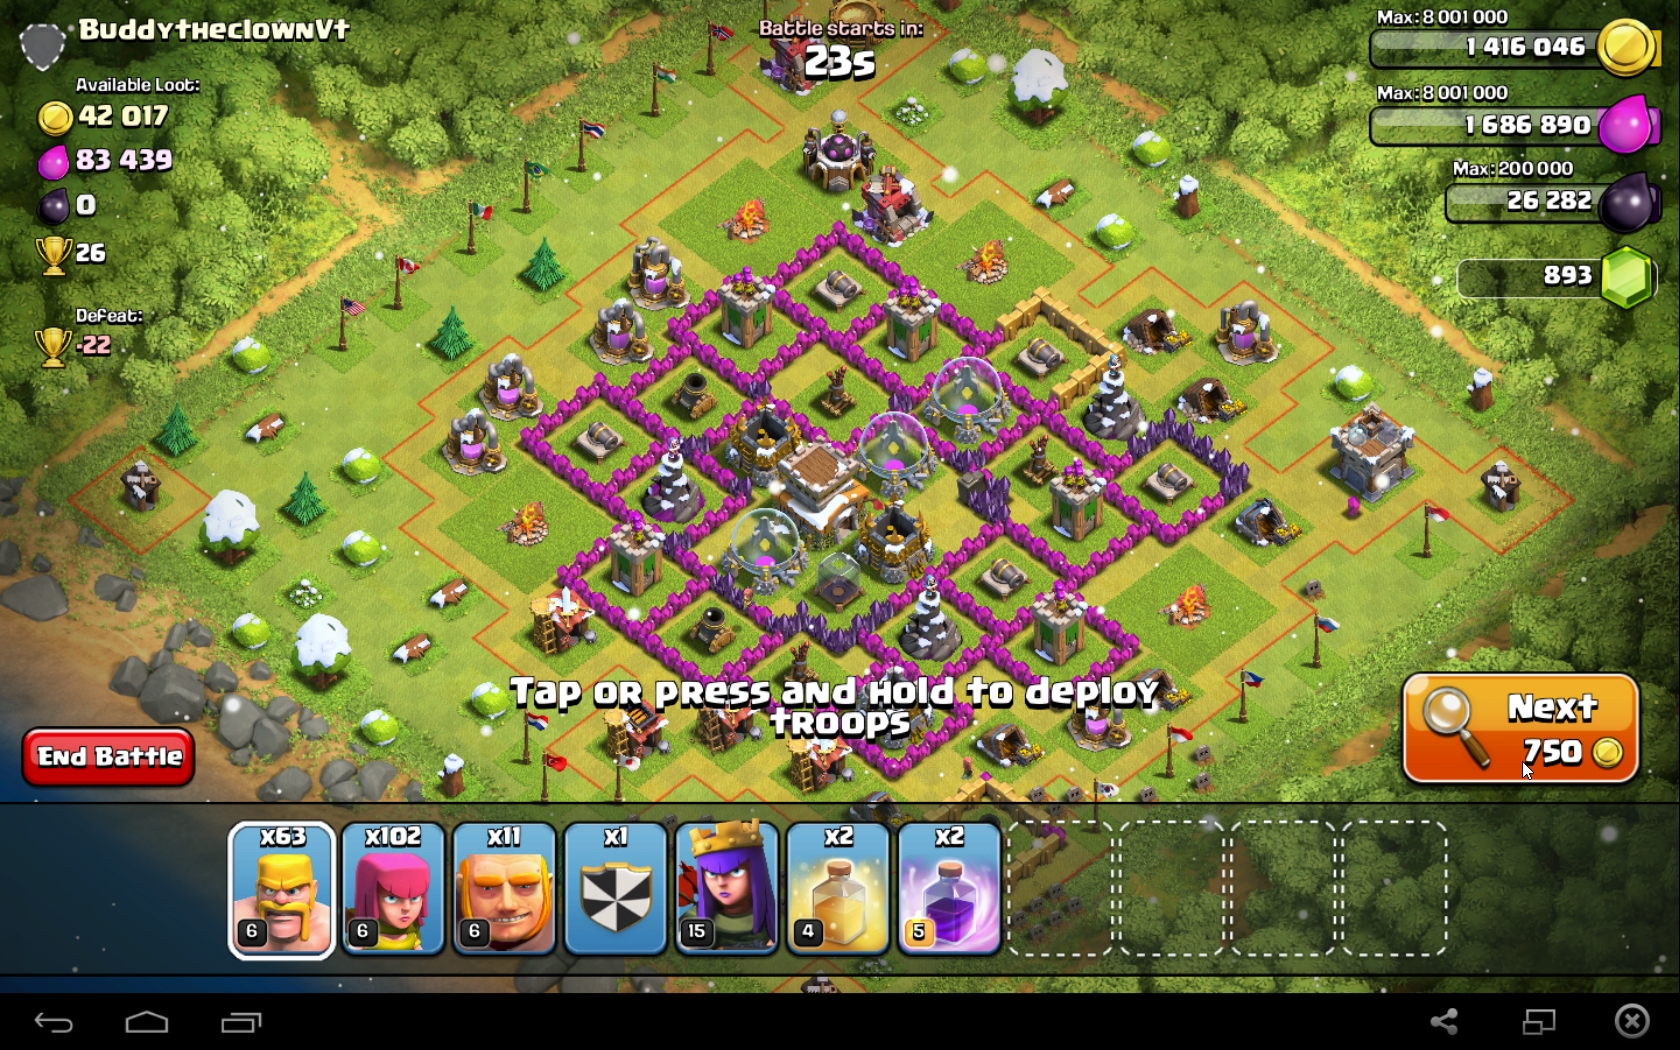 BuddytheclownVt
Available Loot:
42 017
83 439
0
26
Defeat:
-22
Battle starts in:
23s
Max: 8 001 000
1 416 046
Max: 8 001 000
1 686 890
Max: 200 000
26 282
893
Tap or press and hold to deploy
troops
End Battle
Next
750
x63
x102
x11
x1
x2
x2
6
6
6
15
4
5